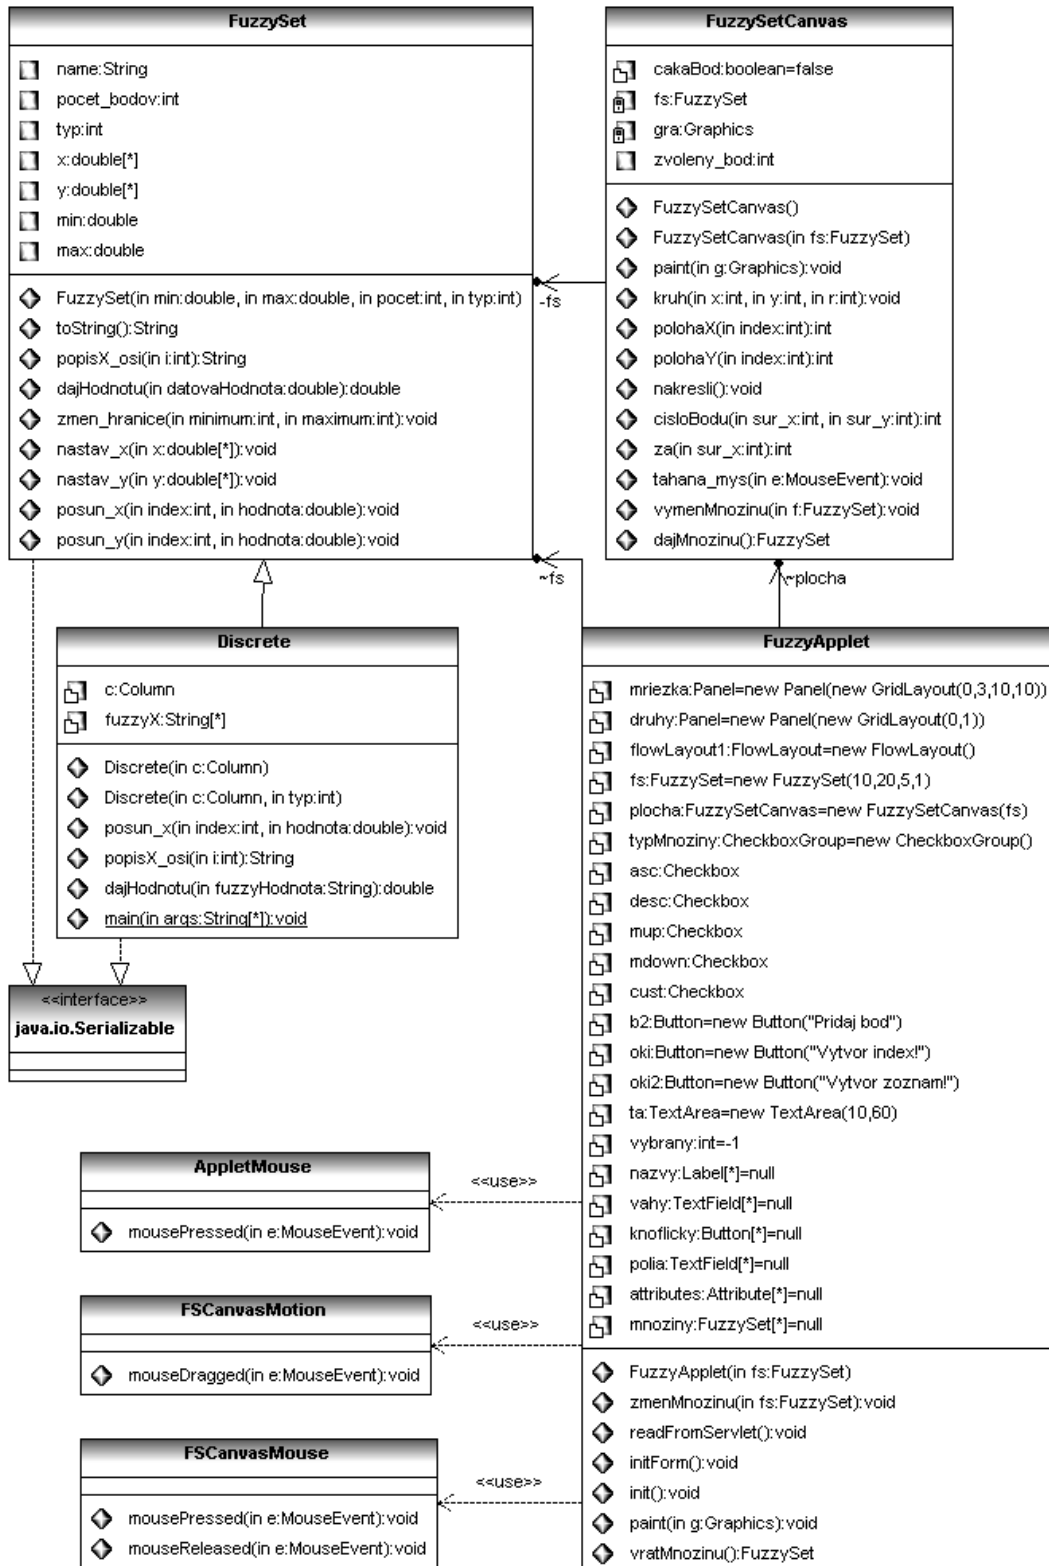 FuzzySet
name:String
pocet_bodov:int
typ:int
x:double[*]
y:double[*]
min:double
max:double
FuzzySet(in min:double, in max:double, in pocet:int, in typ:int)
toString():String
popisX_osi(in i:int):String
dajHodnotu(in datovaHodnota:double):double
zmen_hranice(in minimum:int, in maximum:int):void
nastav_x(in x:double[*]):void
nastav_y(in y:double[*]):void
posun_x(in index:int, in hodnota:double):void
posun_y(in index:int, in hodnota:double):void
FuzzySetCanvas
cakaBod:boolean=false
fs:FuzzySet
gra:Graphics
zvoleny_bod:int
FuzzySetCanvas()
FuzzySetCanvas(in fs:FuzzySet)
paint(in g:Graphics):void
kruh(in x:int, in y:int, in r:int):void
polohaX(in index:int):int
polohaY(in index:int):int
nakresli():void
cisloBodu(in sur_x:int, in sur_y:int):int
za(in sur_x:int):int
tahana_mys(in e:MouseEvent):void
vymenMnozinu(in f:FuzzySet):void
dajMnozinu():FuzzySet
-fs
~fs
~plocha
Discrete
c:Column
fuzzyX:String[*]
Discrete(in c:Column)
Discrete(in c:Column, in typ:int)
posun_x(in index:int, in hodnota:double):void
popisX_osi(in i:int):String
dajHodnotu(in fuzzyHodnota:String):double
main(in args:String[*]):void
<<interface>>
java.io.Serializable
FuzzyApplet
mriezka:Panel=new Panel(new GridLayout(0,3,10,10))
druhy:Panel=new Panel(new GridLayout(0,1))
flowLayout1:FlowLayout=new FlowLayout()
fs:FuzzySet=new FuzzySet(10,20,5,1)
plocha:FuzzySetCanvas=new FuzzySetCanvas(fs)
typMnoziny:CheckboxGroup=new CheckboxGroup()
asc:Checkbox
desc:Checkbox
mup:Checkbox
mdown:Checkbox
cust:Checkbox
b2:Button=new Button("Pridaj bod")
oki:Button=new Button("Vytvor index!")
oki2:Button=new Button("Vytvor zoznam!")
ta:TextArea=new TextArea(10,60)
vybrany:int=-1
nazvy:Label[*]=null
vahy:TextField[*]=null
knoflicky:Button[*]=null
polia:TextField[*]=null
attributes:Attribute[*]=null
mnoziny:FuzzySet[*]=null
FuzzyApplet(in fs:FuzzySet)
zmenMnozinu(in fs:FuzzySet):void
readFromServlet():void
initForm():void
init():void
paint(in g:Graphics):void
vratMnozinu():FuzzySet
AppletMouse
mousePressed(in e:MouseEvent):void
<<use>>
FSCanvasMotion
mouseDragged(in e:MouseEvent):void
<<use>>
FSCanvasMouse
mousePressed(in e:MouseEvent):void
mouseReleased(in e:MouseEvent):void
<<use>>